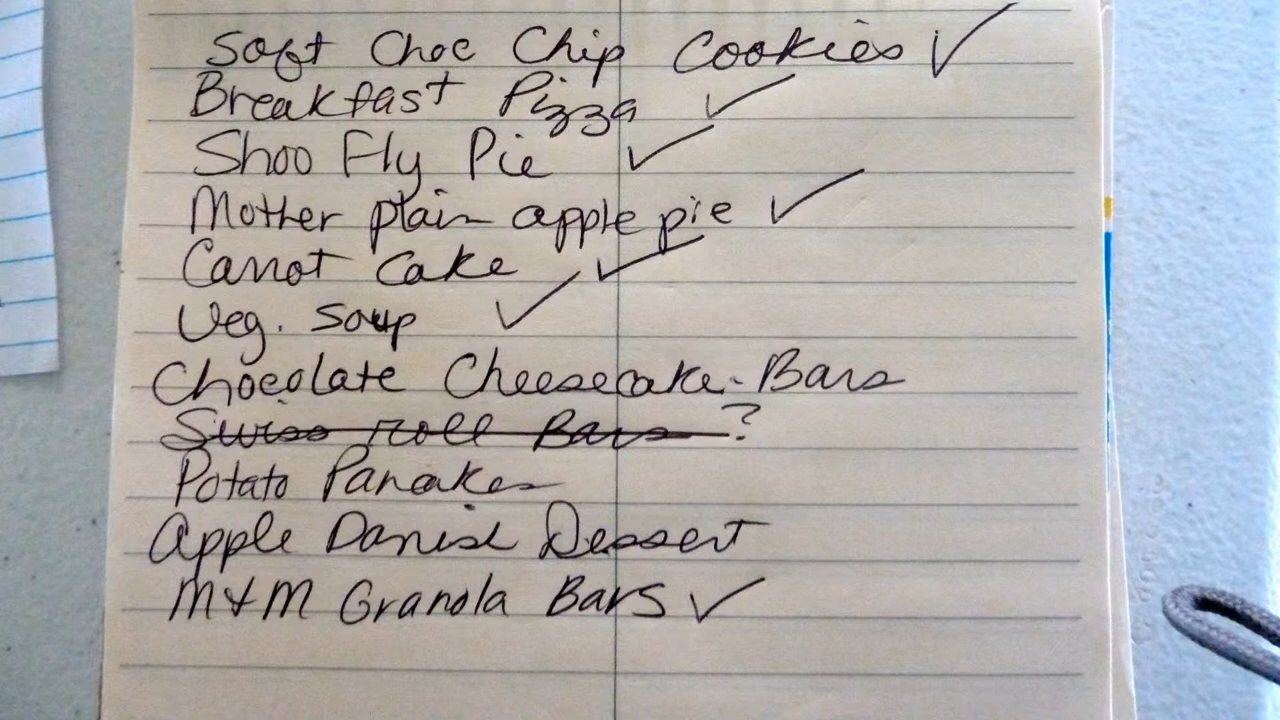 Soft Choc Chip Cookies ✓
Breakfast Pizza ✓
Shoo Fly Pie ✓
Mother plain apple pie ✓
Carrot Cake ✓
Veg. Soup ✓
Chocolate Cheesecake Bars
Swiss roll Bars ?
Potato Panakes
Apple Danish Dessert
M&M Granola Bars ✓